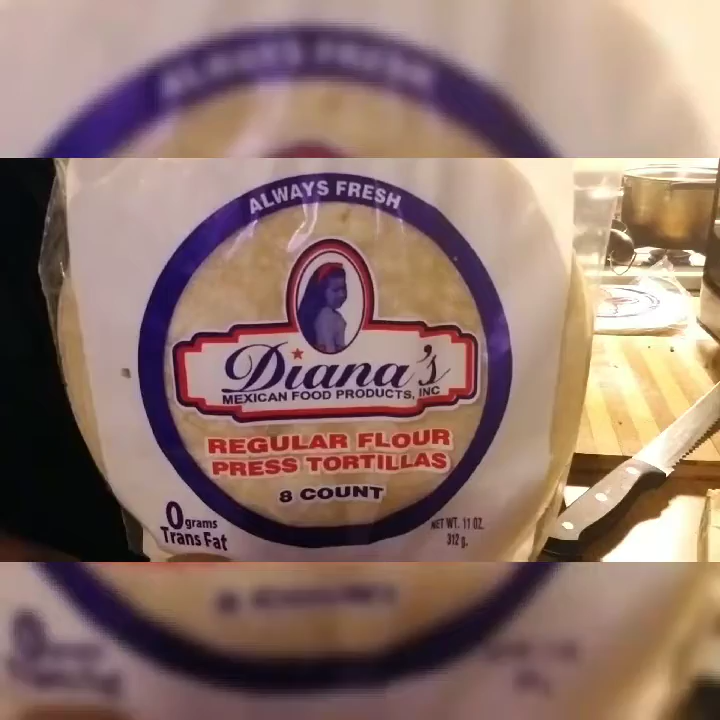 ALWAYS FRESH
Diana's
MEXICAN FOOD PRODUCTS, INC
REGULAR FLOUR
PRESS TORTILLAS
8 COUNT
0 grams
Trans Fat
NET WT. 11 OZ.
312 g.